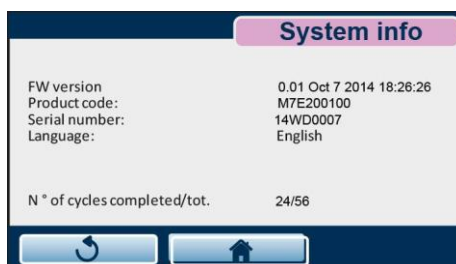 System info
FW version 0.01 Oct 7 2014 18:26:26
Product code: M7E200100
Serial number: 14WD0007
Language: English
N ° of cycles completed/tot. 24/56